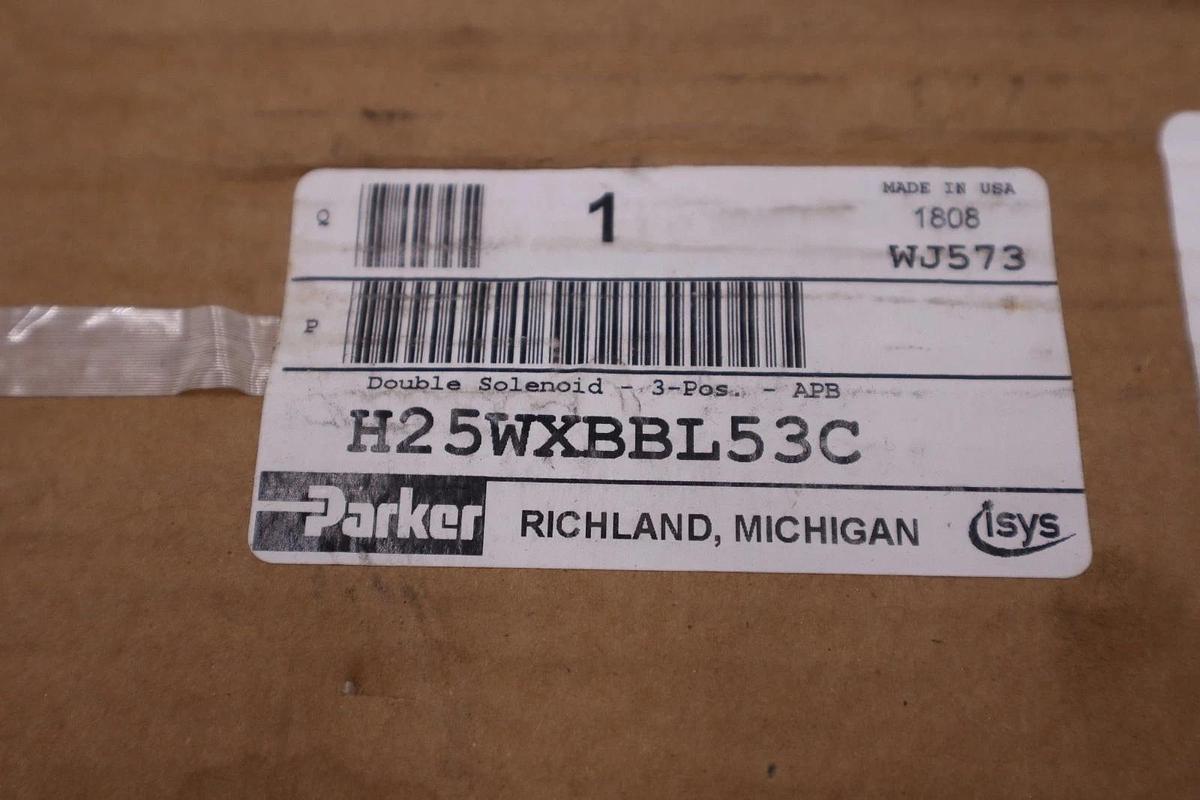 Q
1
MADE IN USA
1808
WJ573
P
Double Solenoid - 3-Pos. - APB
H25WXBBL53C
Parker
RICHLAND, MICHIGAN
isys